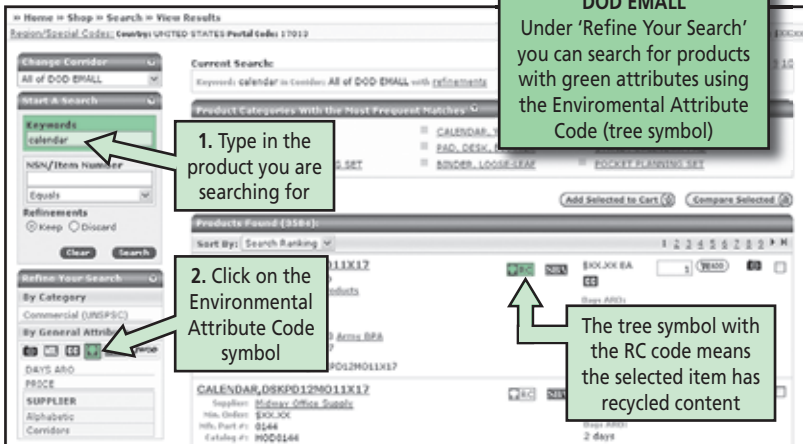 » Home » Shop » Search » View Results
Region/Special Codes: Country: UNITED STATES Postal Code: 17013
DOD EMALL
Under 'Refine Your Search'
you can search for products
with green attributes using
the Enviromental Attribute
Code (tree symbol)
Change Corridor
All of DOD EMALL
Start A Search
Keywords
calendar
NSN/Item Number
Equals
Refinements
Keep Discard
Clear Search
Refine Your Search
By Category
Commercial (UNSPSC)
By General Attrib
DAYS ARO
PRICE
SUPPLIER
Alphabetic
Corridors
Current Search:
Keyword: calendar in Corridor: All of DOD EMALL with refinements
Product Categories With the Most Frequent Matches
CALENDAR,
PAD, DESK,
SET
BINDER, LOOSE-LEAF
POCKET PLANNING SET
1. Type in the
product you are
searching for
Add Selected to Cart Compare Selected
Products Found (3584):
Sort By: Search Ranking
1 2 3 4 5 6 7 8 9
11X17
RC
$XX.XX EA
1
Days ARO:
Arms BPA
PD12MO11X17
2. Click on the
Environmental
Attribute Code
symbol
The tree symbol with
the RC code means
the selected item has
recycled content
CALENDAR,DSKPD12MO11X17
Supplier: Midway Office Supply
Min. Order: $XX.XX
Mfr. Part #: 0144
Catalog #: MOD0144
RC
Days ARO:
2 days